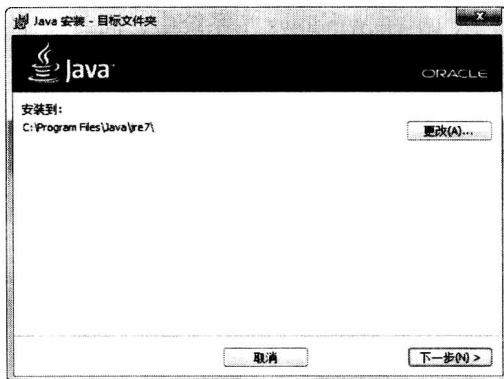 Java 安装 - 目标文件夹
Java
ORACLE
安装到:
C:\Program Files\Java\jre7\
更改(A)...
取消
下一步(N) >